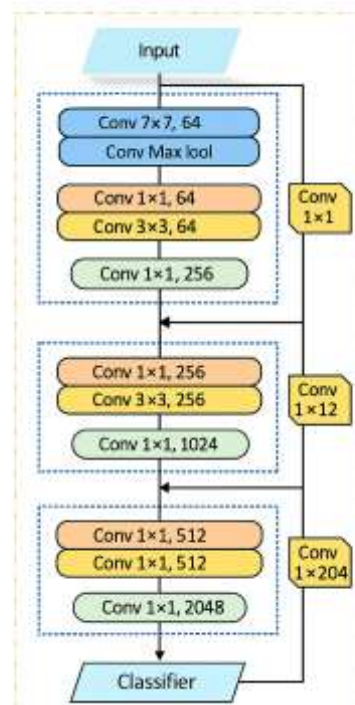 Input
Conv 7×7, 64
Conv Max lool
Conv 1×1, 64
Conv 3×3, 64
Conv
1×1
Conv 1×1, 256
Conv 1×1, 256
Conv 3×3, 256
Conv
1×12
Conv 1×1, 1024
Conv 1×1, 512
Conv 1×1, 512
Conv
1×204
Conv 1×1, 2048
Classifier